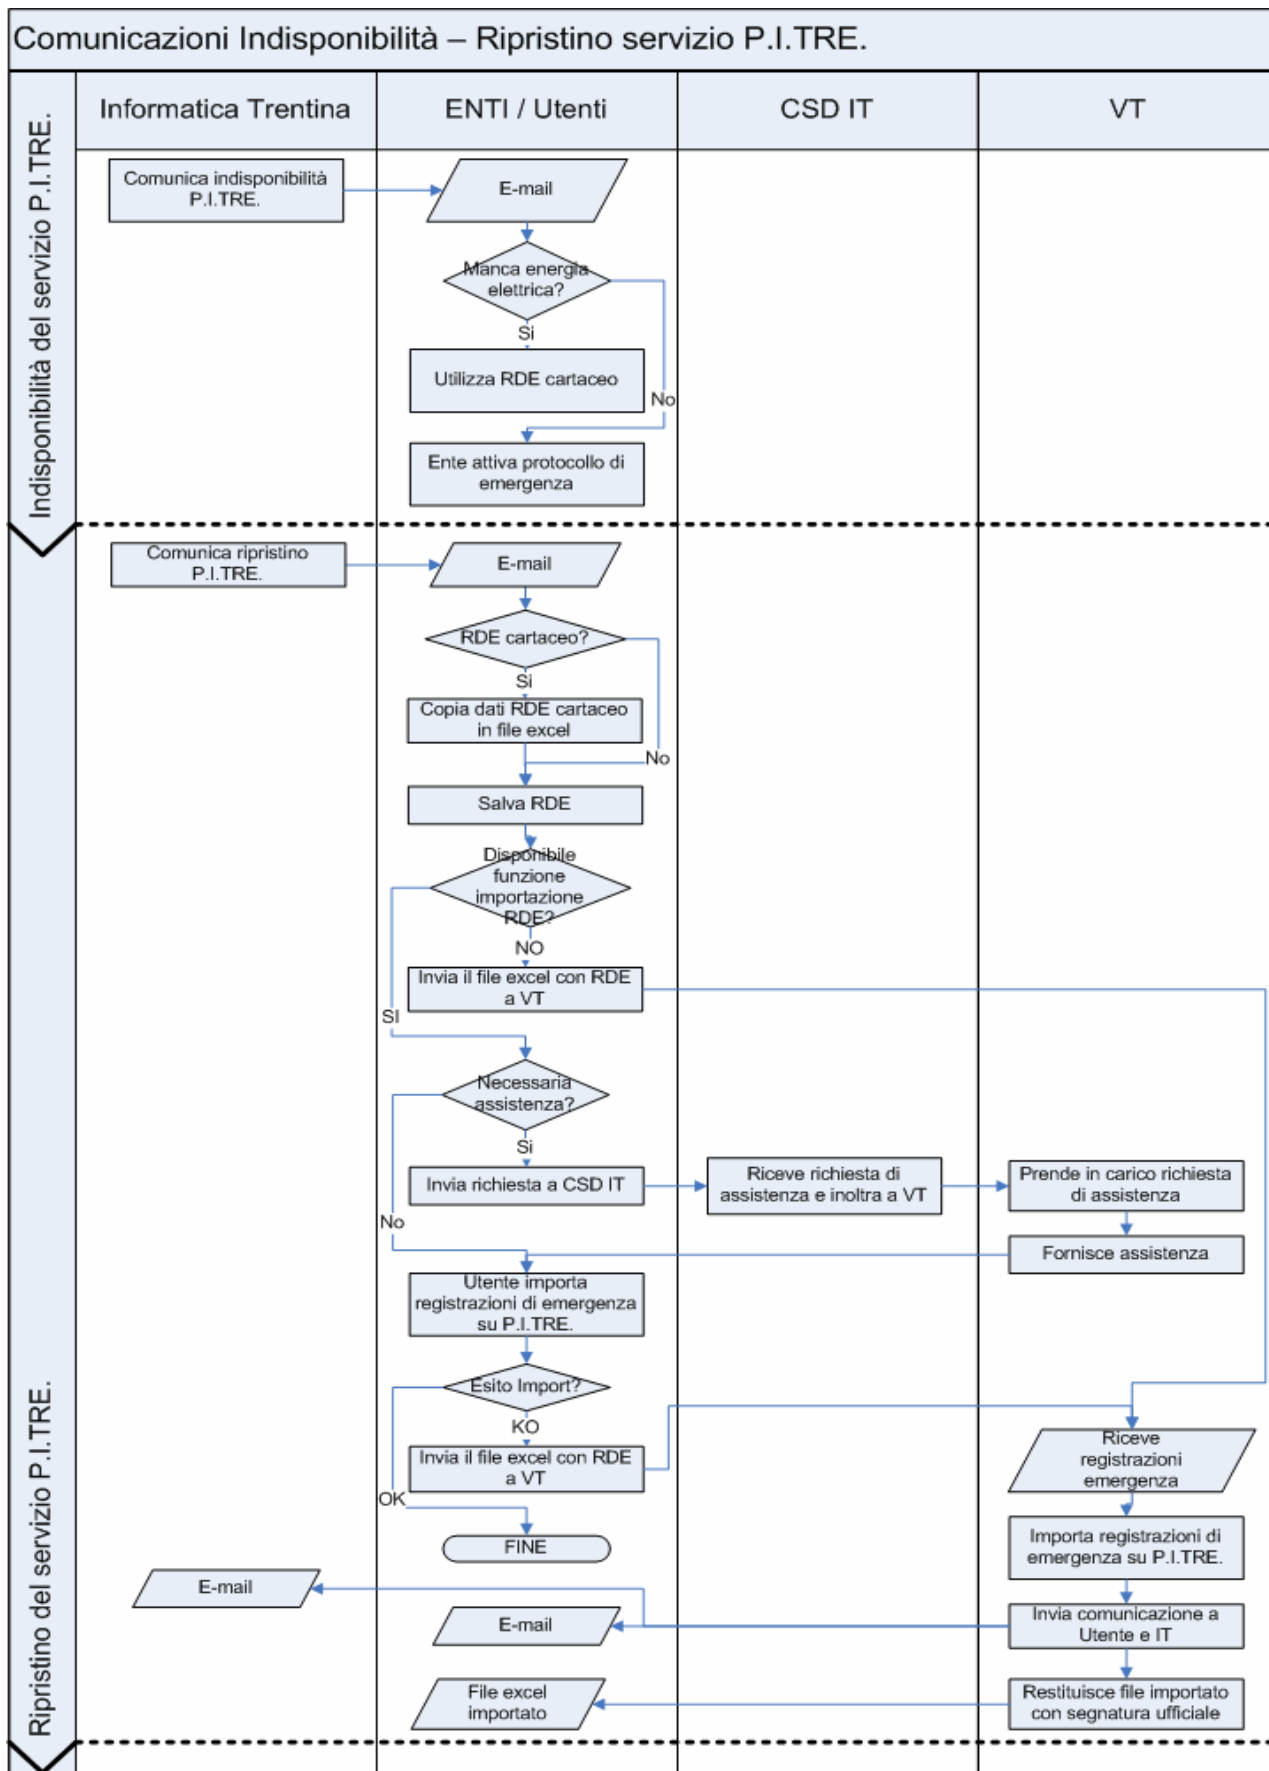 Comunicazioni Indisponibilità – Ripristino servizio P.I.TRE.
Informatica Trentina
ENTI / Utenti
CSD IT
VT
Indisponibilità del servizio P.I.TRE.
Comunica indisponibilità
P.I.TRE.
E-mail
Manca energia
elettrica?
Si
Utilizza RDE cartaceo
No
Ente attiva protocollo di
emergenza
Ripristino del servizio P.I.TRE.
Comunica ripristino
P.I.TRE.
E-mail
RDE cartaceo?
Si
Copia dati RDE cartaceo
in file excel
No
Salva RDE
Disponibile
funzione
importazione
RDE?
NO
Invia il file excel con RDE
a VT
SI
Necessaria
assistenza?
Si
Invia richiesta a CSD IT
Riceve richiesta di
assistenza e inoltra a VT
Prende in carico richiesta
di assistenza
No
Fornisce assistenza
Utente importa
registrazioni di emergenza
su P.I.TRE.
Esito Import?
KO
Invia il file excel con RDE
a VT
Riceve
registrazioni
emergenza
OK
FINE
Importa registrazioni di
emergenza su P.I.TRE.
E-mail
E-mail
Invia comunicazione a
Utente e IT
File excel
importato
Restituisce file importato
con segnatura ufficiale